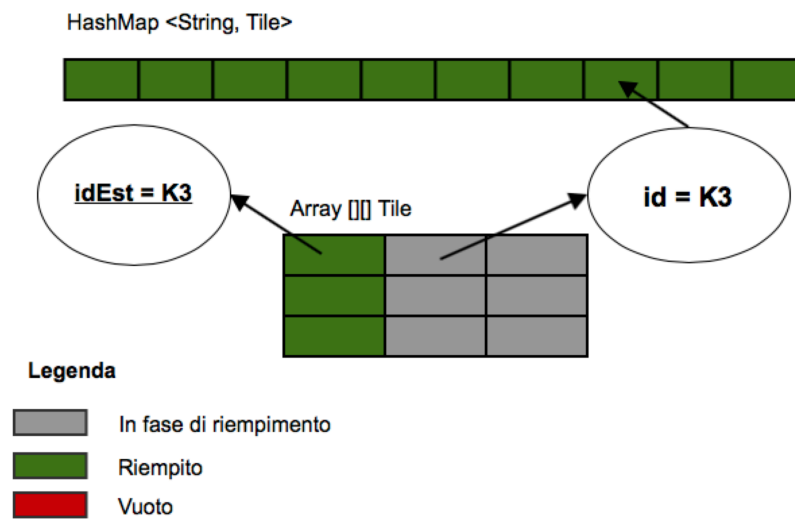 HashMap <String, Tile>
idEst = K3
id = K3
Array [][] Tile
Legenda
In fase di riempimento
Riempito
Vuoto